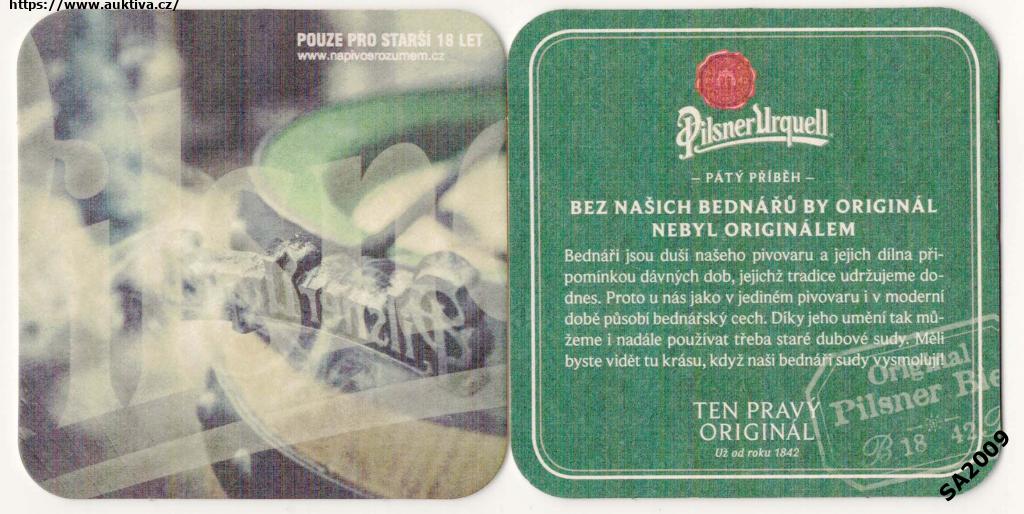 https://www.auktiva.cz/
POUZE PRO STARŠÍ 18 LET
www.napivosrozumem.cz
Pilsner Urquell
– PÁTÝ PŘÍBĚH –
BEZ NAŠICH BEDNÁŘŮ BY ORIGINÁL
NEBYL ORIGINÁLEM
Bednáři jsou duší našeho pivovaru a jejich dílna při-
pomínkou dávných dob, jejichž tradice udržujeme do-
dnes. Proto u nás jako v jediném pivovaru i v moderní
době působí bednářský cech. Díky jeho umění tak mů-
žeme i nadále používat třeba staré dubové sudy. Měli
byste vidět tu krásu, když naši bednáři sudy vysmolují!
Original
Pilsner Bie
B 18 42
TEN PRAVÝ
ORIGINÁL
Už od roku 1842
SA2009